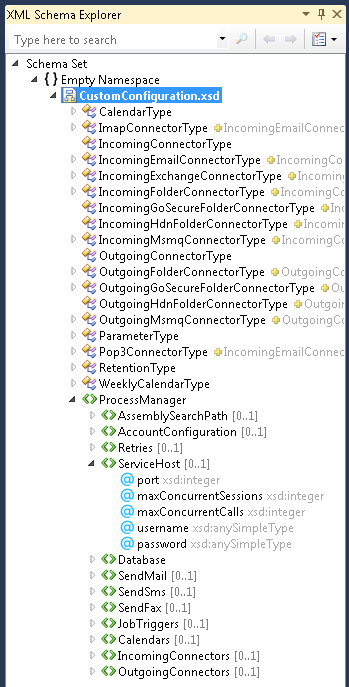 XML Schema Explorer
Type here to search
Schema Set
{ } Empty Namespace
CustomConfiguration.xsd
CalendarType
ImapConnectorType IncomingEmailConnec
IncomingConnectorType
IncomingEmailConnectorType IncomingCo
IncomingExchangeConnectorType Incomin
IncomingFolderConnectorType IncomingCo
IncomingGoSecureFolderConnectorType Inc
IncomingHdnFolderConnectorType Incomi
IncomingMsmqConnectorType IncomingCo
OutgoingConnectorType
OutgoingFolderConnectorType OutgoingCo
OutgoingGoSecureFolderConnectorType Ou
OutgoingHdnFolderConnectorType Outgoi
OutgoingMsmqConnectorType OutgoingCo
ParameterType
Pop3ConnectorType IncomingEmailConnec
RetentionType
WeeklyCalendarType
ProcessManager
AssemblySearchPath [0..1]
AccountConfiguration [0..1]
Retries [0..1]
ServiceHost [0..1]
port xsd:integer
maxConcurrentSessions xsd:integer
maxConcurrentCalls xsd:integer
username xsd:anySimpleType
password xsd:anySimpleType
Database
SendMail [0..1]
SendSms [0..1]
SendFax [0..1]
JobTriggers [0..1]
Calendars [0..1]
IncomingConnectors [0..1]
OutgoingConnectors [0..1]